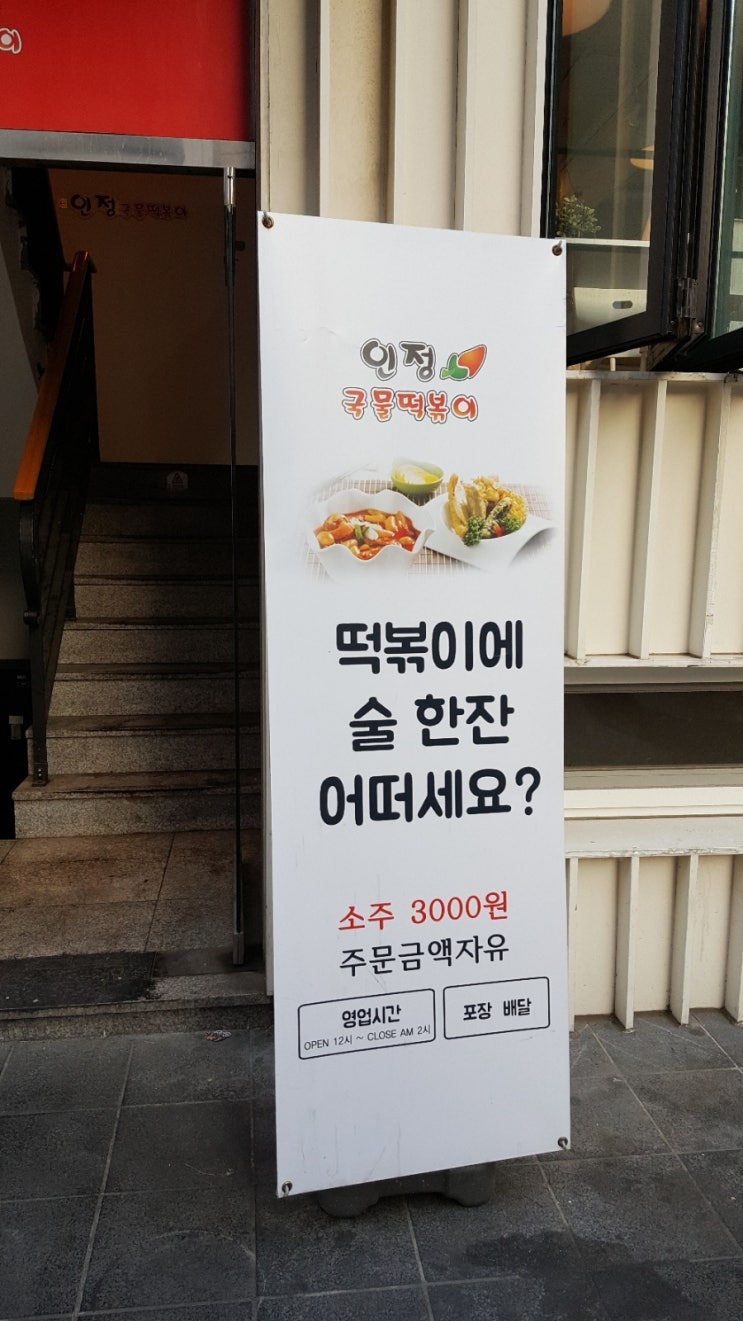 인정 국물떡볶이
인정
국물떡볶이
떡볶이에
술 한잔
어떠세요?
소주 3000원
주문금액자유
영업시간
OPEN 12시 ~ CLOSE AM 2시
포장 배달